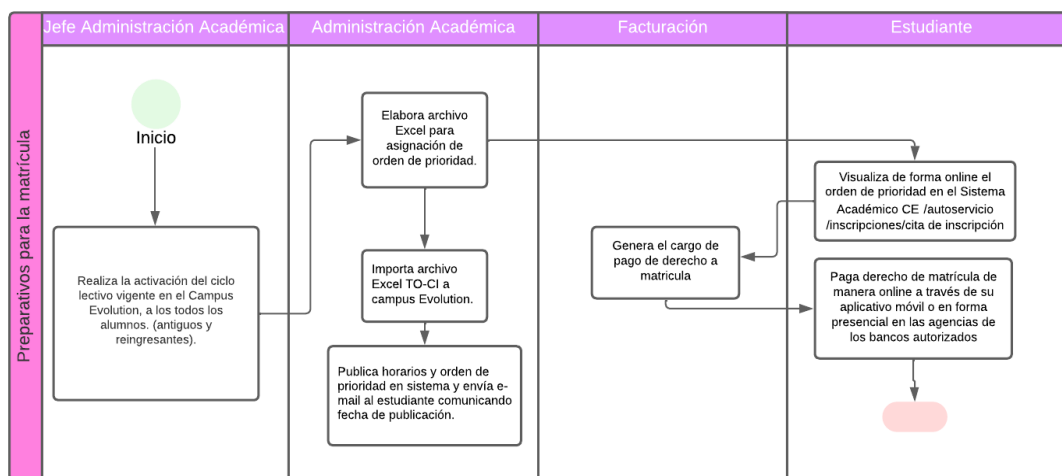 Jefe Administración Académica
Administración Académica
Facturación
Estudiante
Preparativos para la matrícula
Inicio
Realiza la activación del ciclo
lectivo vigente en el Campus
Evolution, a los todos los
alumnos. (antiguos y
reingresantes).
Elabora archivo
Excel para
asignación de
orden de prioridad.
Importa archivo
Excel TO-CI a
campus Evolution.
Publica horarios y orden de
prioridad en sistema y envía e-
mail al estudiante comunicando
fecha de publicación.
Genera el cargo de
pago de derecho a
matricula
Visualiza de forma online el
orden de prioridad en el Sistema
Académico CE /autoservicio
/inscripciones/cita de inscripción
Paga derecho de matrícula de
manera online a través de su
aplicativo móvil o en forma
presencial en las agencias de
los bancos autorizados